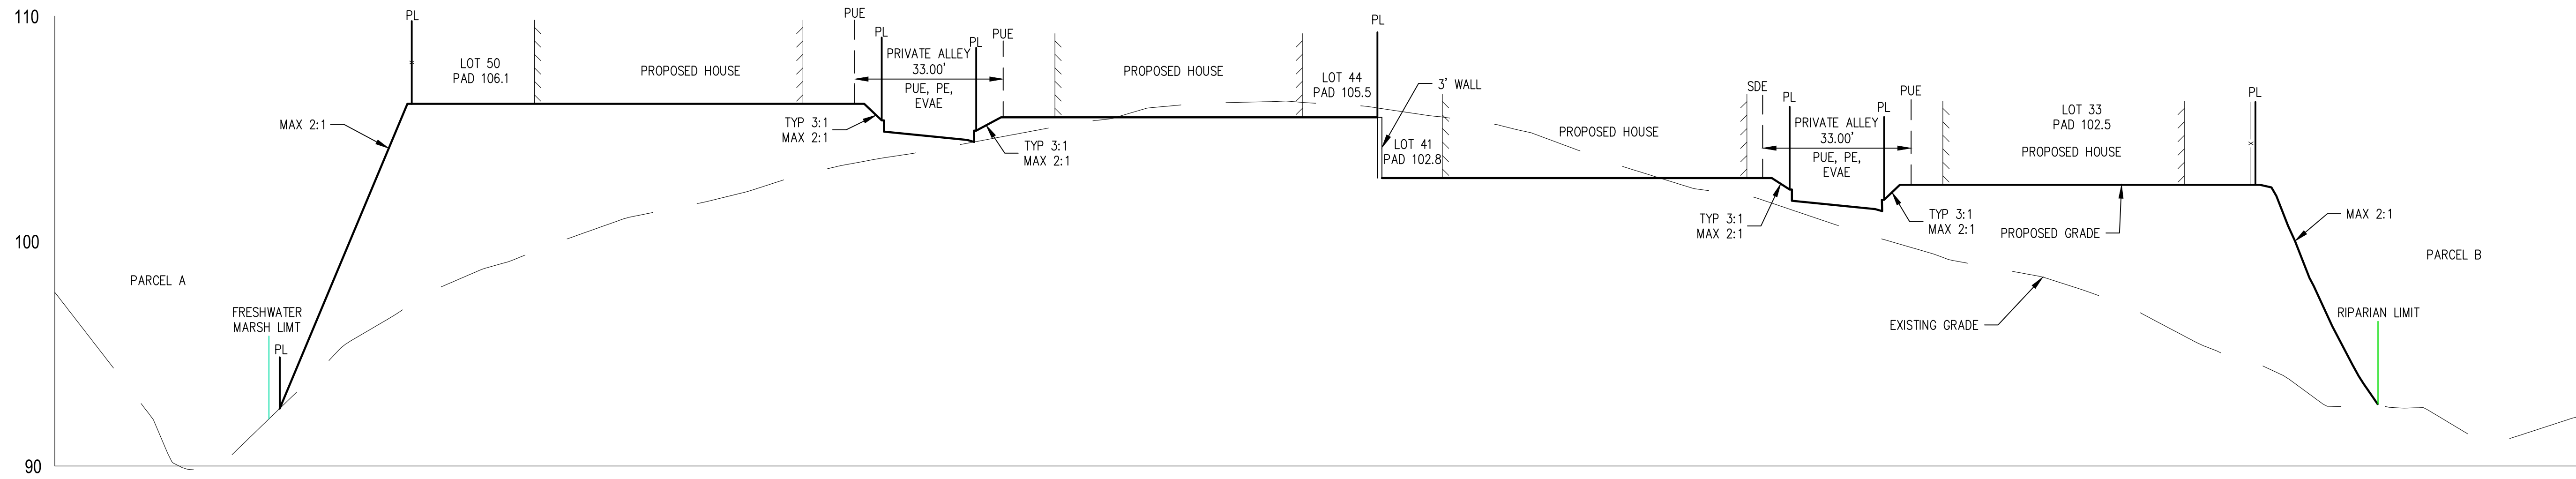 110
100
90
PARCEL A
FRESHWATER
MARSH LIMT
PL
MAX 2:1
PL
LOT 50
PAD 106.1
PROPOSED HOUSE
PUE
PL
PRIVATE ALLEY
33.00'
PUE, PE,
EVAE
PL
PUE
TYP 3:1
MAX 2:1
TYP 3:1
MAX 2:1
PROPOSED HOUSE
LOT 44
PAD 105.5
PL
3' WALL
LOT 41
PAD 102.8
PROPOSED HOUSE
SDE
PL
PRIVATE ALLEY
33.00'
PUE, PE,
EVAE
PL
PUE
TYP 3:1
MAX 2:1
TYP 3:1
MAX 2:1
LOT 33
PAD 102.5
PROPOSED HOUSE
PROPOSED GRADE
EXISTING GRADE
PL
MAX 2:1
PARCEL B
RIPARIAN LIMIT